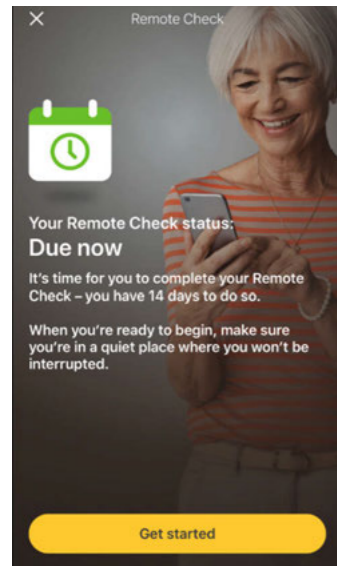 Remote Check
Your Remote Check status:
Due now
It's time for you to complete your Remote
Check – you have 14 days to do so.
When you're ready to begin, make sure
you're in a quiet place where you won't be
interrupted.
Get started